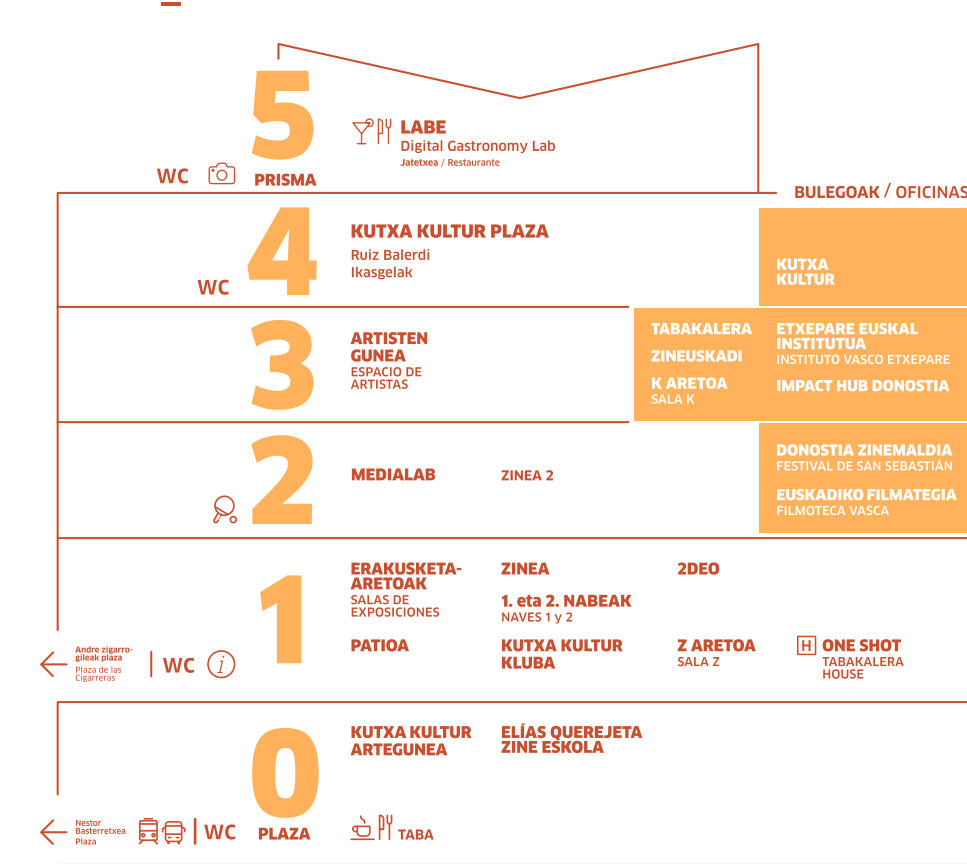 5
LABE
Digital Gastronomy Lab
Jatetxea / Restaurante
WC
PRISMA
BULEGOAK / OFICINAS
4
KUTXA KULTUR PLAZA
Ruiz Balerdi
Ikasgelak
WC
KUTXA
KULTUR
3
ARTISTEN
GUNEA
ESPACIO DE
ARTISTAS
TABAKALERA
ZINEUSKADI
K ARETOA
SALA K
ETXEPARE EUSKAL
INSTITUTUA
INSTITUTO VASCO ETXEPARE
IMPACT HUB DONOSTIA
2
MEDIALAB
ZINEA 2
DONOSTIA ZINEMALDIA
FESTIVAL DE SAN SEBASTIÁN
EUSKADIKO FILMATEGIA
FILMOTECA VASCA
1
ERAKUSKETA-
ARETOAK
SALAS DE
EXPOSICIONES
ZINEA
2DEO
1. eta 2. NABEAK
NAVES 1 y 2
PATIOA
KUTXA KULTUR
KLUBA
Z ARETOA
SALA Z
H ONE SHOT
TABAKALERA
HOUSE
Andre zigarro-
gileak plaza
Plaza de las
Cigarreras
WC i
0
KUTXA KULTUR
ARTEGUNEA
ELÍAS QUEREJETA
ZINE ESKOLA
Nestor
Basterretxea
Plaza
WC
PLAZA
TABA